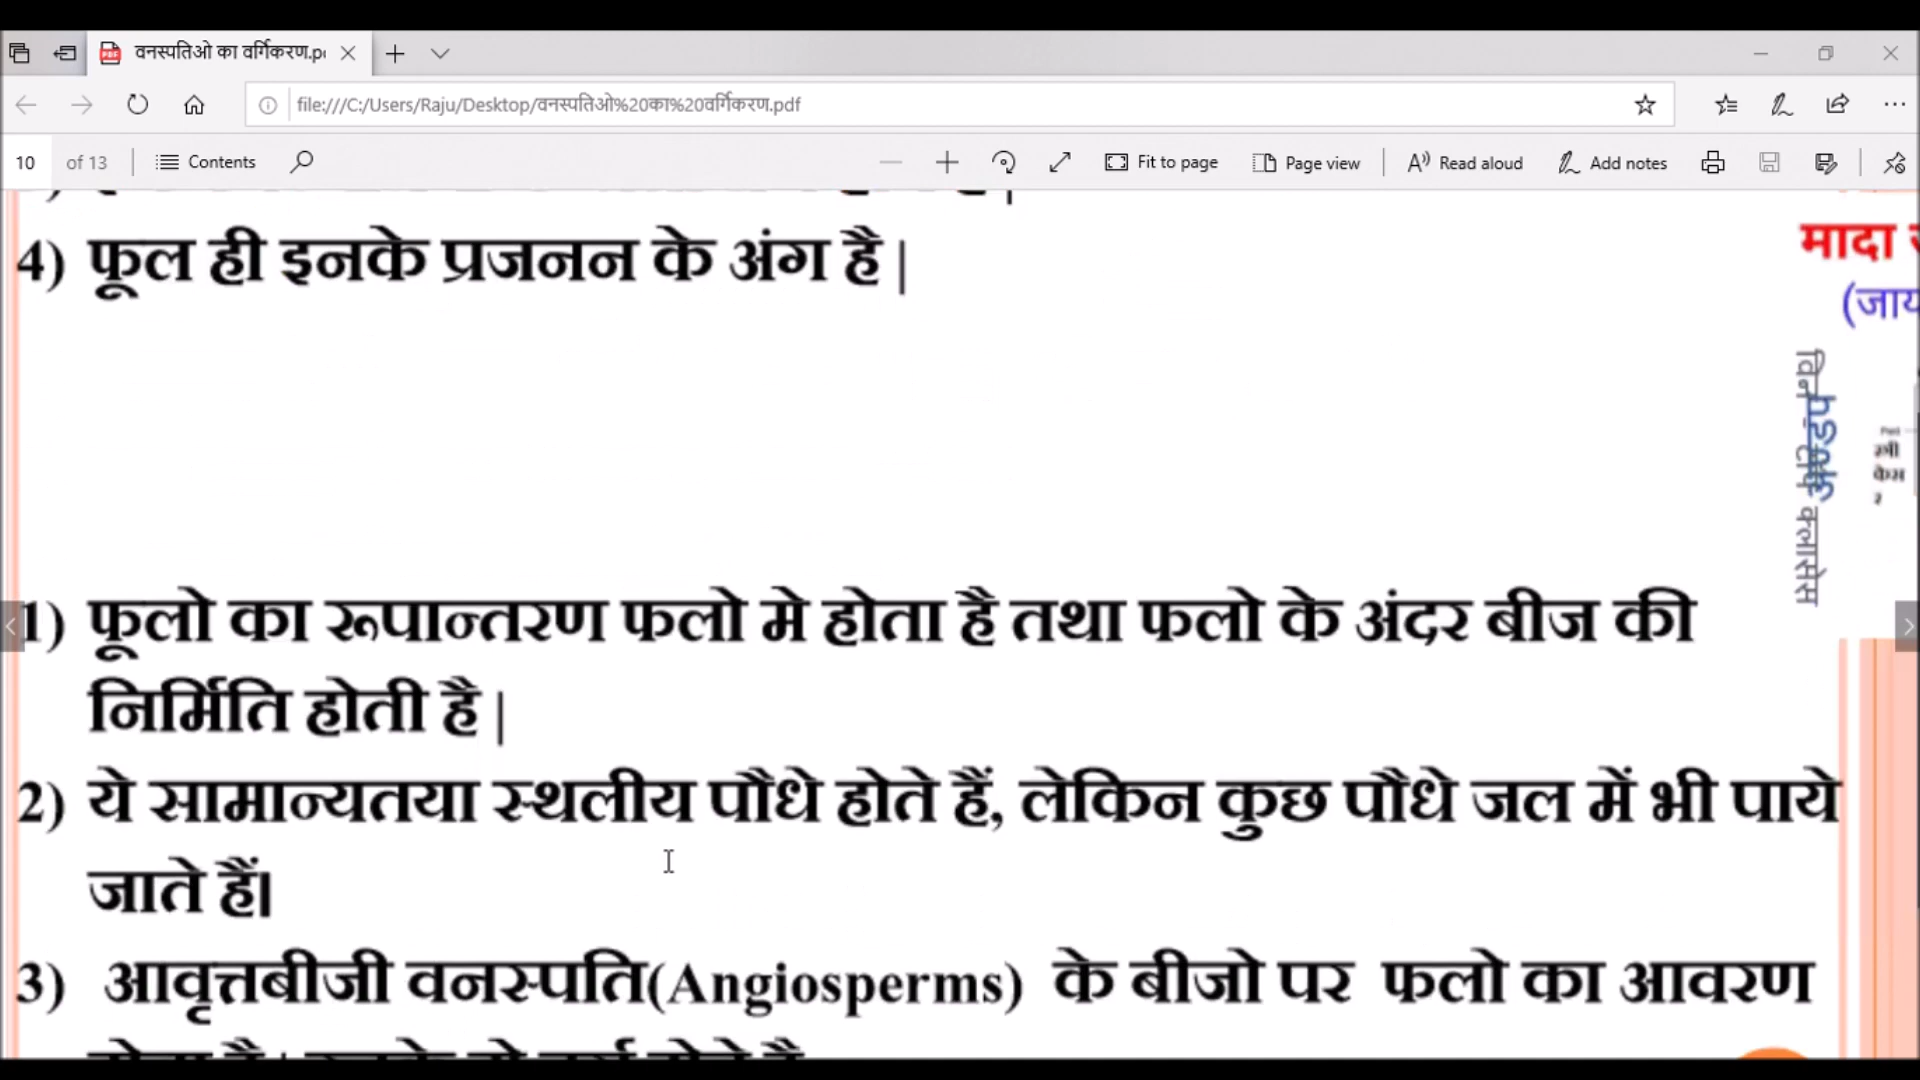 वनस्पतिओ का वर्गिकरण.p
file:///C:/Users/Raju/Desktop/वनस्पतिओ%20का%20वर्गिकरण.pdf
10 of 13 Contents Fit to page Page view Read aloud Add notes
4) फूल ही इनके प्रजनन के अंग है |
मादा
(जाय
अण्डप
स्त्री
केस
र
क्लासेस
1) फूलो का रूपान्तरण फलो मे होता है तथा फलो के अंदर बीज की
निर्मिति होती है |
2) ये सामान्यतया स्थलीय पौधे होते हैं, लेकिन कुछ पौधे जल में भी पाये
जाते हैं।
3) आवृत्तबीजी वनस्पति(Angiosperms) के बीजो पर फलो का आवरण